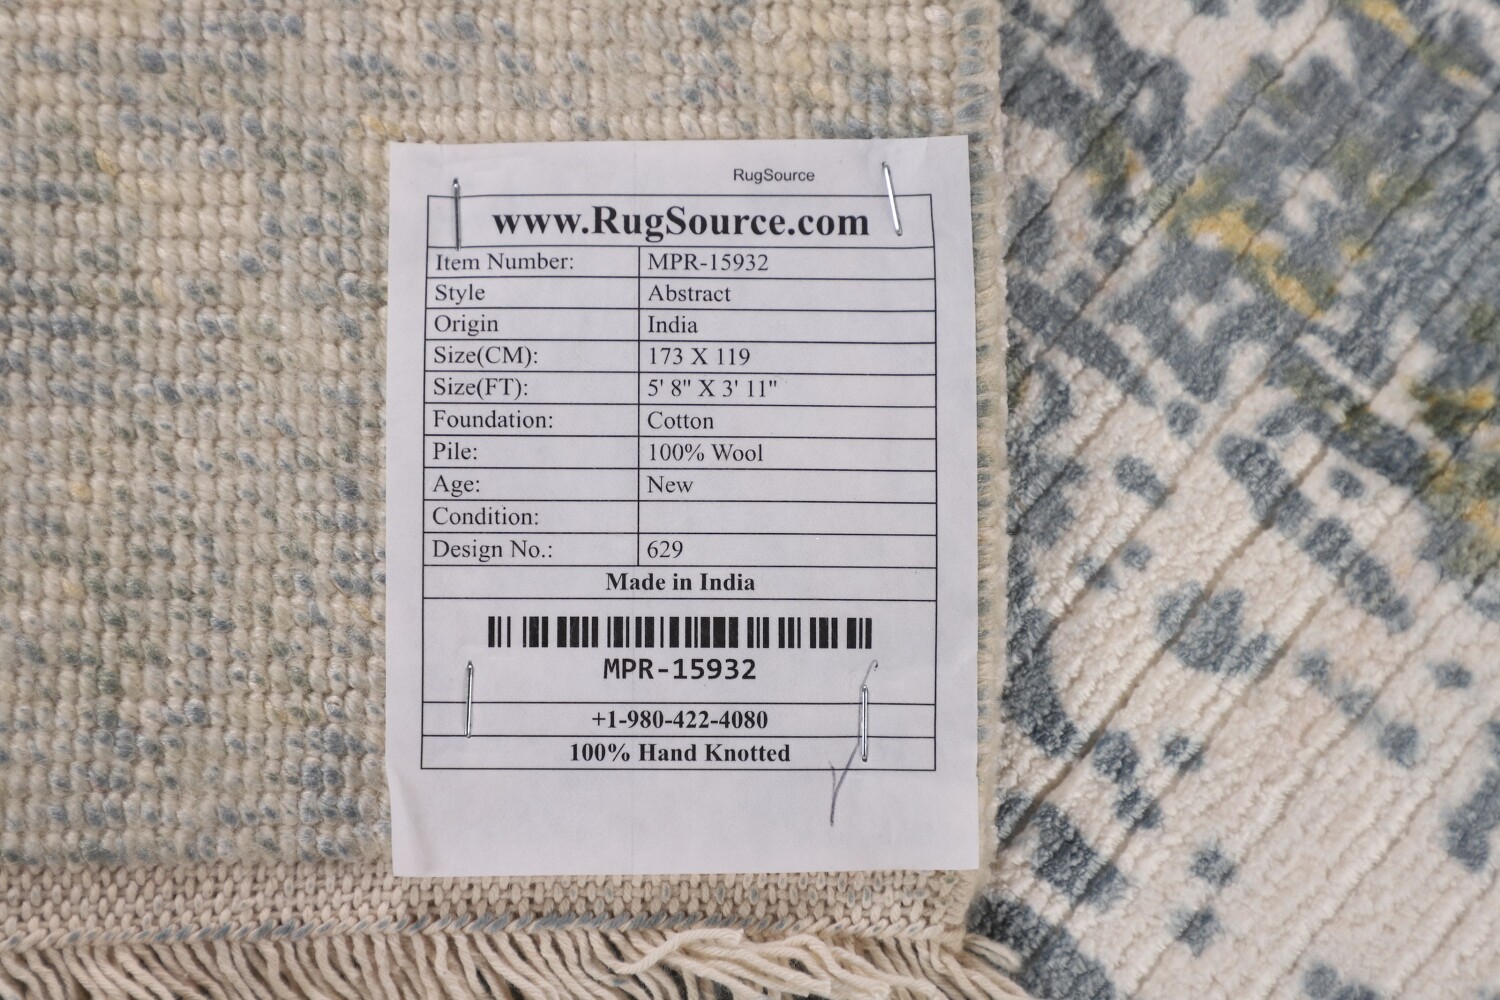 RugSource
www.RugSource.com
Item Number: MPR-15932
Style Abstract
Origin India
Size(CM): 173 X 119
Size(FT): 5' 8" X 3' 11"
Foundation: Cotton
Pile: 100% Wool
Age: New
Condition:
Design No.: 629
Made in India
MPR-15932
+1-980-422-4080
100% Hand Knotted